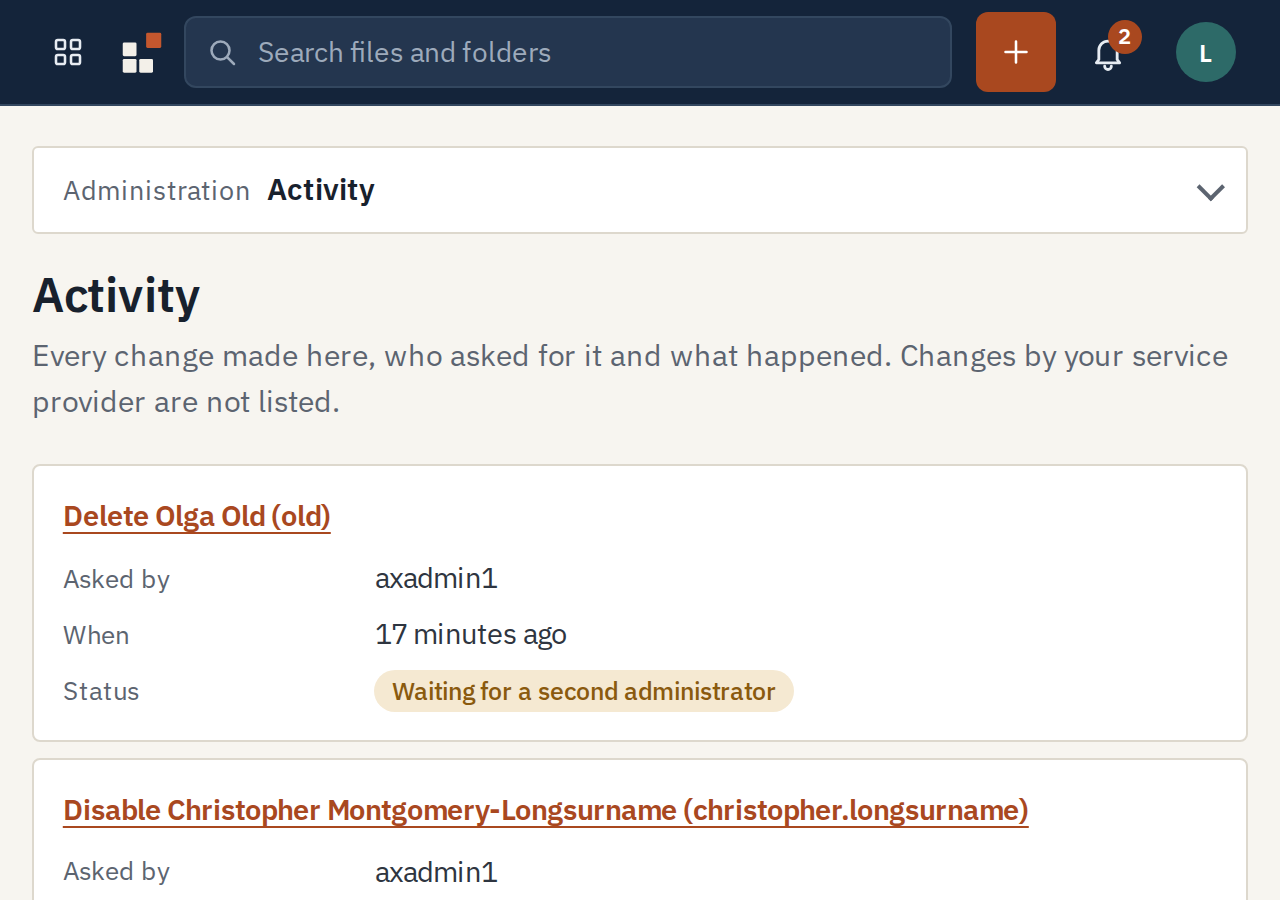 Search files and folders
2
L
Administration Activity
Activity
Every change made here, who asked for it and what happened. Changes by your service
provider are not listed.
Delete Olga Old (old)
Asked by axadmin1
When 17 minutes ago
Status Waiting for a second administrator
Disable Christopher Montgomery-Longsurname (christopher.longsurname)
Asked by axadmin1